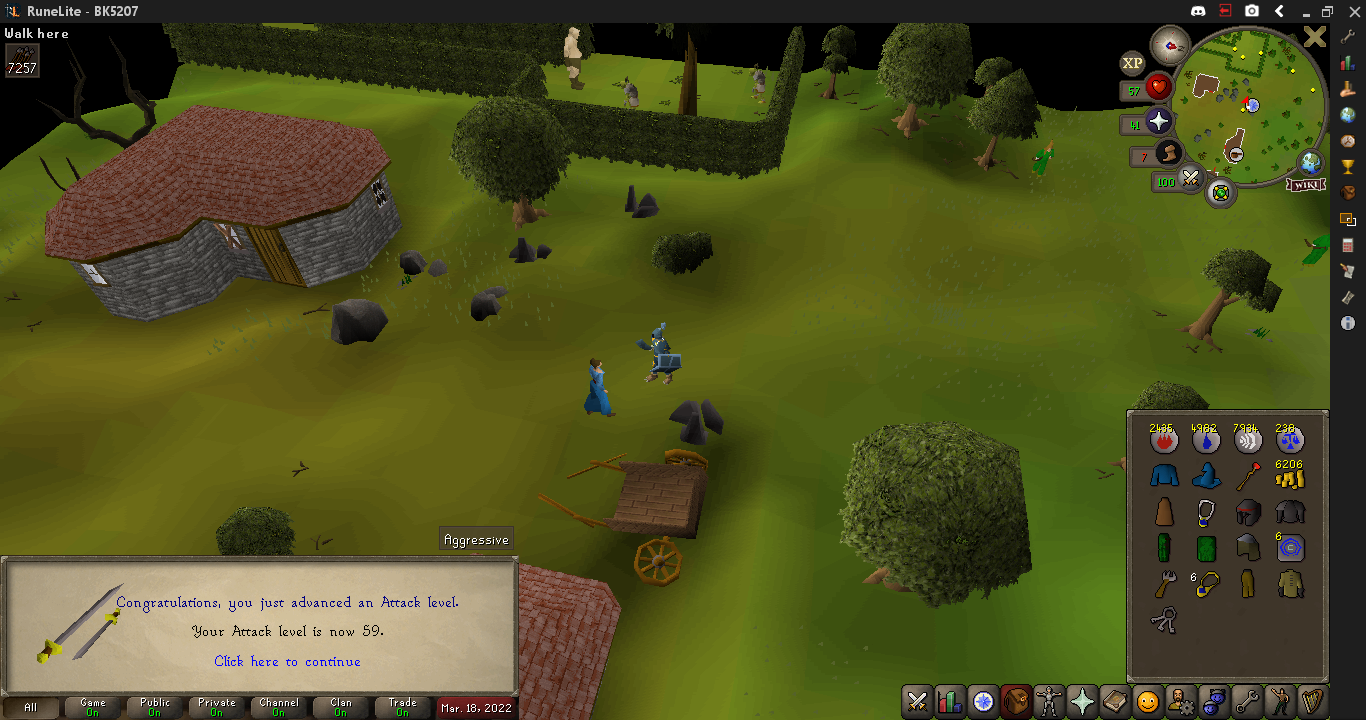 RuneLite - BK5207
Walk here
7257
XP
57
41
7
100
WIKI
2435 4982 7934 238
6206
6
6
Aggressive
Congratulations, you just advanced an Attack level.
Your Attack level is now 59.
Click here to continue
All
Game
On
Public
On
Private
On
Channel
On
Clan
On
Trade
On
Mar. 18, 2022